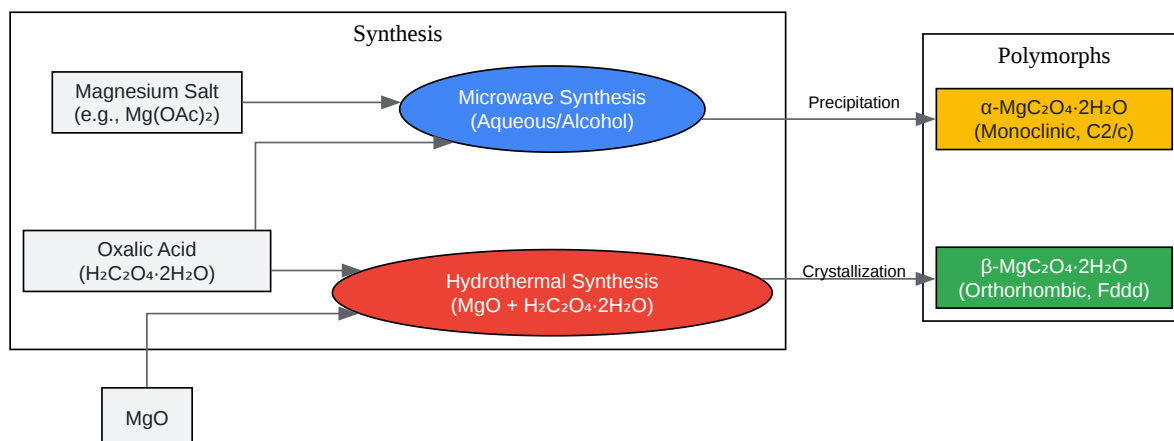 Synthesis
Magnesium Salt
(e.g., Mg(OAc)₂)
Microwave Synthesis
(Aqueous/Alcohol)
Oxalic Acid
(H₂C₂O₄·2H₂O)
Hydrothermal Synthesis
(MgO + H₂C₂O₄·2H₂O)
MgO
Precipitation
Crystallization
Polymorphs
α-MgC₂O₄·2H₂O
(Monoclinic, C2/c)
β-MgC₂O₄·2H₂O
(Orthorhombic, Fddd)